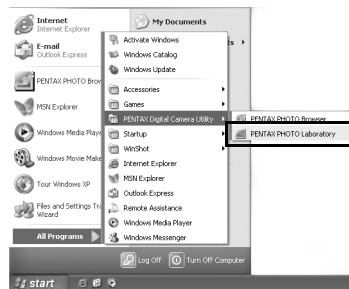 Internet
Internet Explorer
E-mail
Outlook Express
PENTAX PHOTO Brow
MSN Explorer
Windows Media Playe
Windows Movie Make
Tour Windows XP
Files and Settings Tra
Wizard
All Programs
My Documents
ts
Activate Windows
Windows Catalog
Windows Update
Accessories
Games
PENTAX Digital Camera Utility
Startup
WinShot
Internet Explorer
MSN Explorer
Outlook Express
Remote Assistance
Windows Media Player
Windows Messenger
PENTAX PHOTO Browser
PENTAX PHOTO Laboratory
Log Off
Turn Off Computer
start